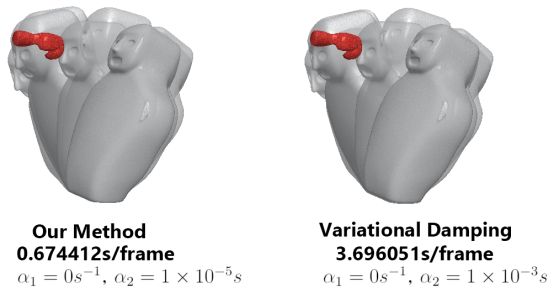 Our Method
0.674412s/frame
α₁ = 0s⁻¹, α₂ = 1 × 10⁻⁵s
Variational Damping
3.696051s/frame
α₁ = 0s⁻¹, α₂ = 1 × 10⁻³s